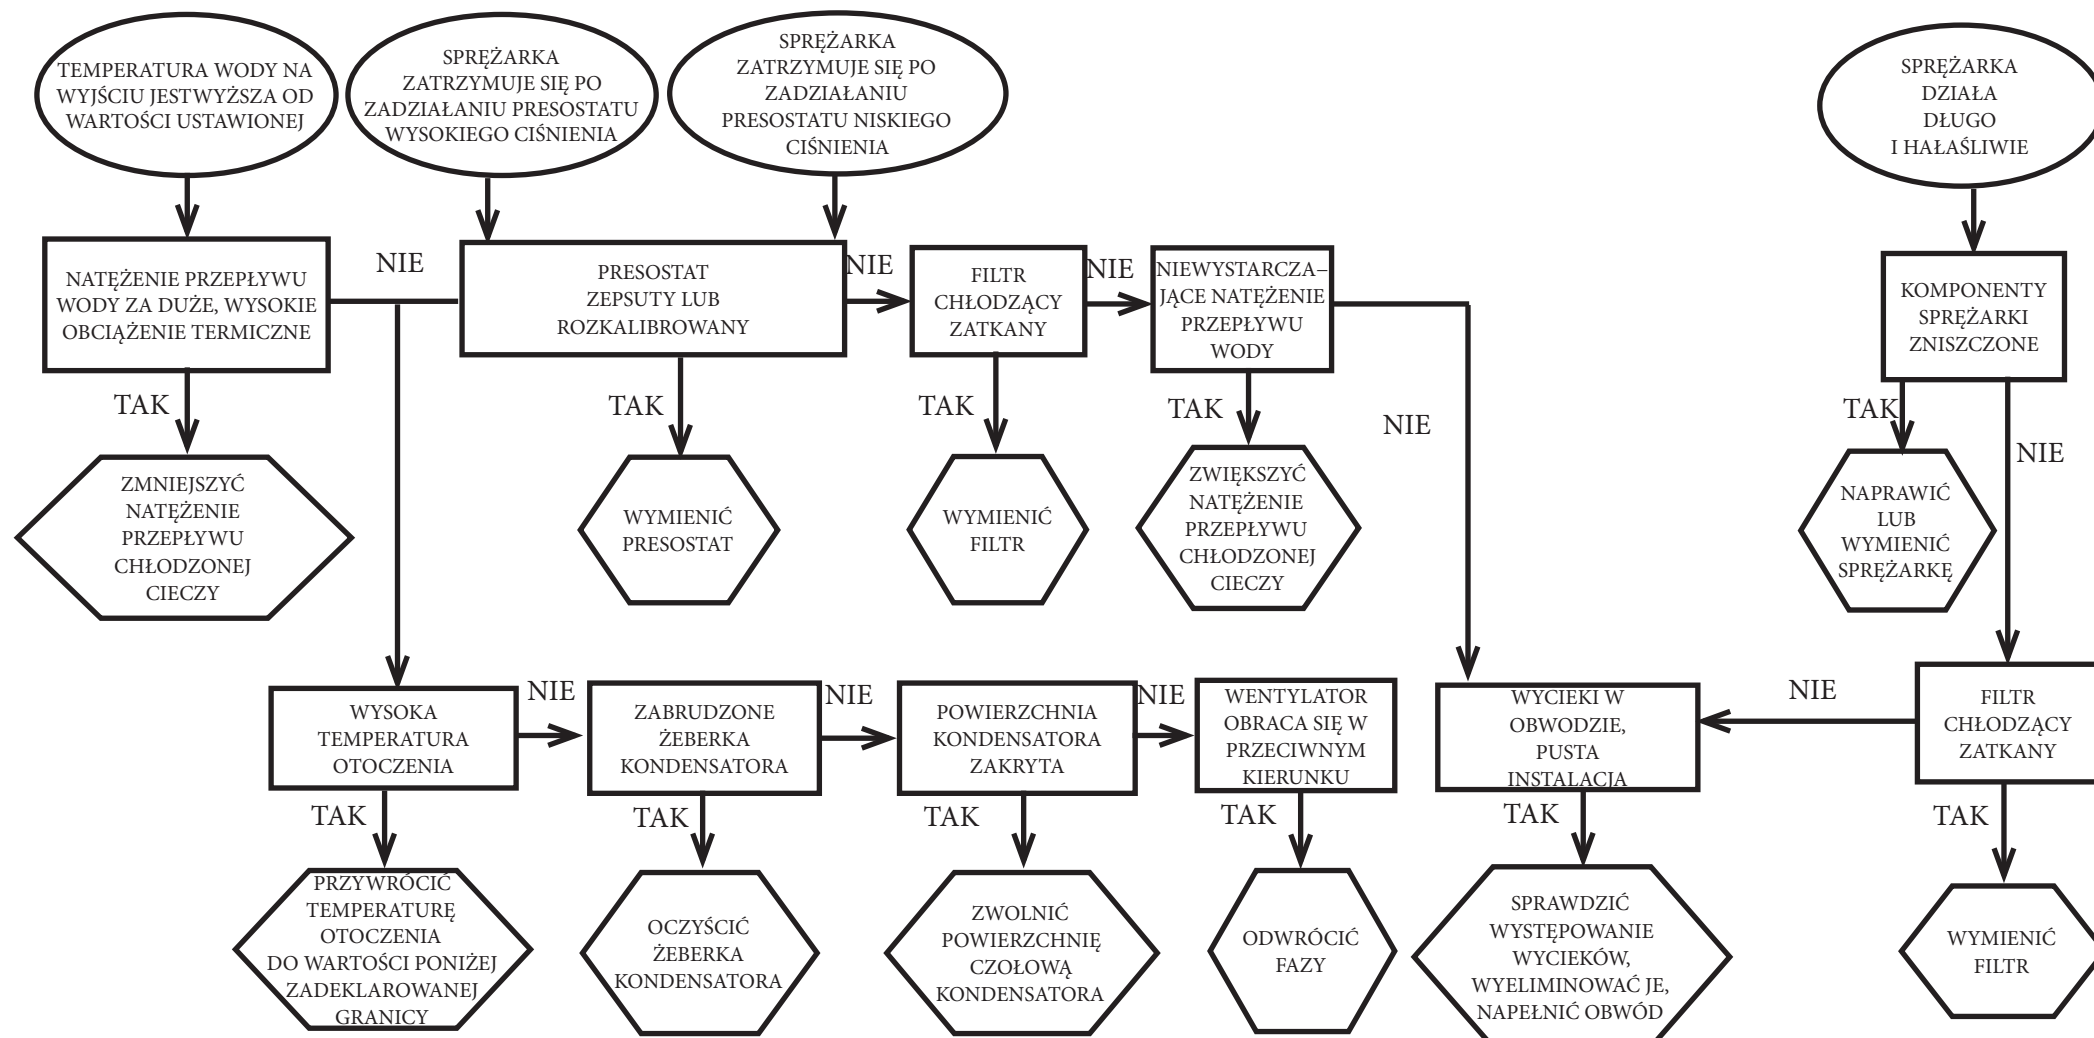 TEMPERATURA WODY NA
WYJŚCIU JESTWYŻSZA OD
WARTOŚCI USTAWIONEJ
SPRĘŻARKA
ZATRZYMUJE SIĘ PO
ZADZIAŁANIU PRESOSTATU
WYSOKIEGO CIŚNIENIA
SPRĘŻARKA
ZATRZYMUJE SIĘ PO
ZADZIAŁANIU
PRESOSTATU NISKIEGO
CIŚNIENIA
SPRĘŻARKA
DZIAŁA
DŁUGO
I HAŁAŚLIWIE
NATĘŻENIE PRZEPŁYWU
WODY ZA DUŻE, WYSOKIE
OBCIĄŻENIE TERMICZNE
NIE
PRESOSTAT
ZEPSUTY LUB
ROZKALIBROWANY
NIE
FILTR
CHŁODZĄCY
ZATKANY
NIE
NIEWYSTARCZA–
JĄCE NATĘŻENIE
PRZEPŁYWU
WODY
KOMPONENTY
SPRĘŻARKI
ZNISZCZONE
TAK
TAK
TAK
TAK
NIE
TAK
NIE
ZMNIEJSZYĆ
NATĘŻENIE
PRZEPŁYWU
CHŁODZONEJ
CIECZY
WYMIENIĆ
PRESOSTAT
WYMIENIĆ
FILTR
ZWIĘKSZYĆ
NATĘŻENIE
PRZEPŁYWU
CHŁODZONEJ
CIECZY
NAPRAWIĆ
LUB
WYMIENIĆ
SPRĘŻARKĘ
WYSOKA
TEMPERATURA
OTOCZENIA
NIE
ZABRUDZONE
ŻEBERKA
KONDENSATORA
NIE
POWIERZCHNIA
KONDENSATORA
ZAKRYTA
NIE
WENTYLATOR
OBRACA SIĘ W
PRZECIWNYM
KIERUNKU
WYCIEKI W
OBWODZIE,
PUSTA
INSTALACJA
NIE
FILTR
CHŁODZĄCY
ZATKANY
TAK
TAK
TAK
TAK
TAK
TAK
PRZYWRÓCIĆ
TEMPERATURĘ
OTOCZENIA
DO WARTOŚCI PONIŻEJ
ZADEKLAROWANEJ
GRANICY
OCZYŚCIĆ
ŻEBERKA
KONDENSATORA
ZWOLNIĆ
POWIERZCHNIĘ
CZOŁOWĄ
KONDENSATORA
ODWRÓCIĆ
FAZY
SPRAWDZIĆ
WYSTĘPOWANIE
WYCIEKÓW,
WYELIMINOWAĆ JE,
NAPEŁNIĆ OBWÓD
WYMIENIĆ
FILTR